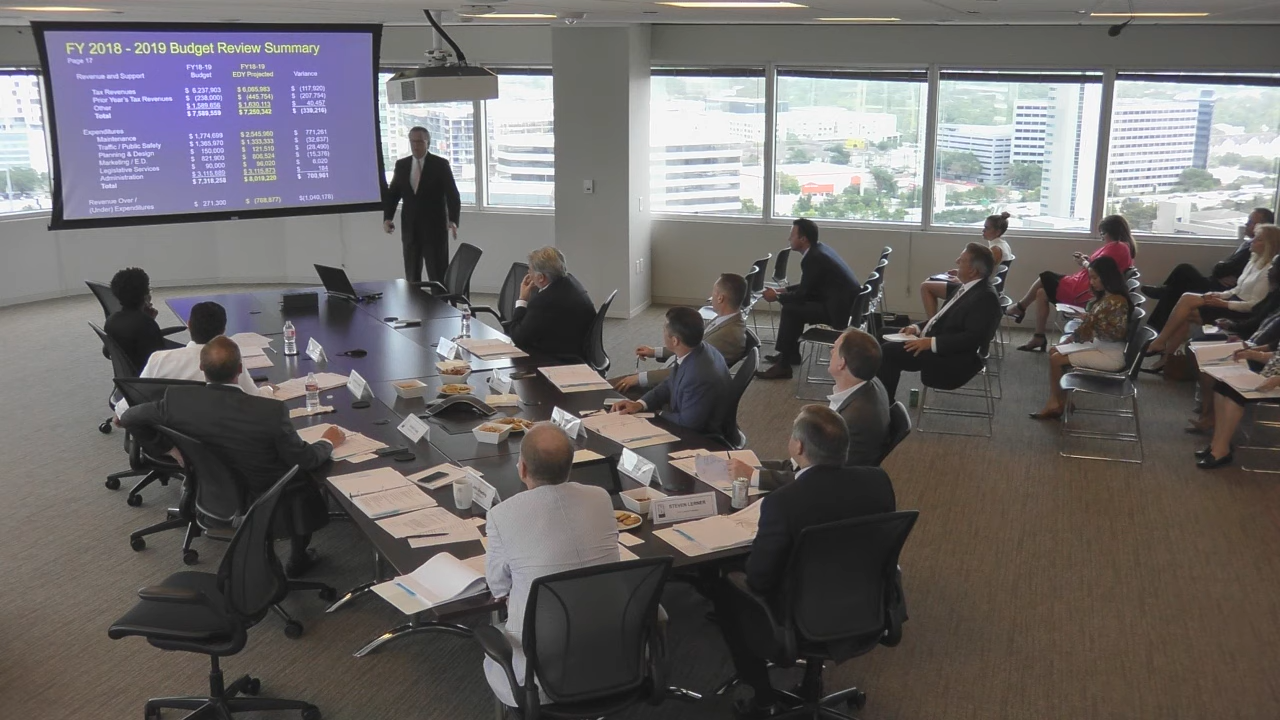 FY 2018 - 2019 Budget Review Summary
Page 17
Revenue and Support FY18-19 Budget FY18-19 EDY Projected Variance
Tax Revenues $ 6,237,903 $ 6,065,983 $ (117,920)
Prior Year's Tax Revenues $ (238,000) $ (445,754) $ (207,754)
Other $ 1,589,656 $ 1,630,113 $ 40,457
Total $ 7,589,559 $ 7,250,342 $ (339,216)
Expenditures
Maintenance $ 1,774,699 $ 2,545,960 $ 771,261
Traffic / Public Safety $ 1,365,970 $ 1,333,333 $ (32,637)
Planning & Design $ 150,000 $ 121,510 $ (28,490)
Marketing / E.D. $ 821,900 $ 806,524 $ (15,376)
Legislative Services $ 90,000 $ 96,020 $ 6,020
Administration $ 3,115,689 $ 3,115,873 $ 184
Total $ 7,318,258 $ 8,019,220 $ 700,961
Revenue Over /
(Under) Expenditures $ 271,300 $ (768,877) $(1,040,176)
STEVEN LERNER